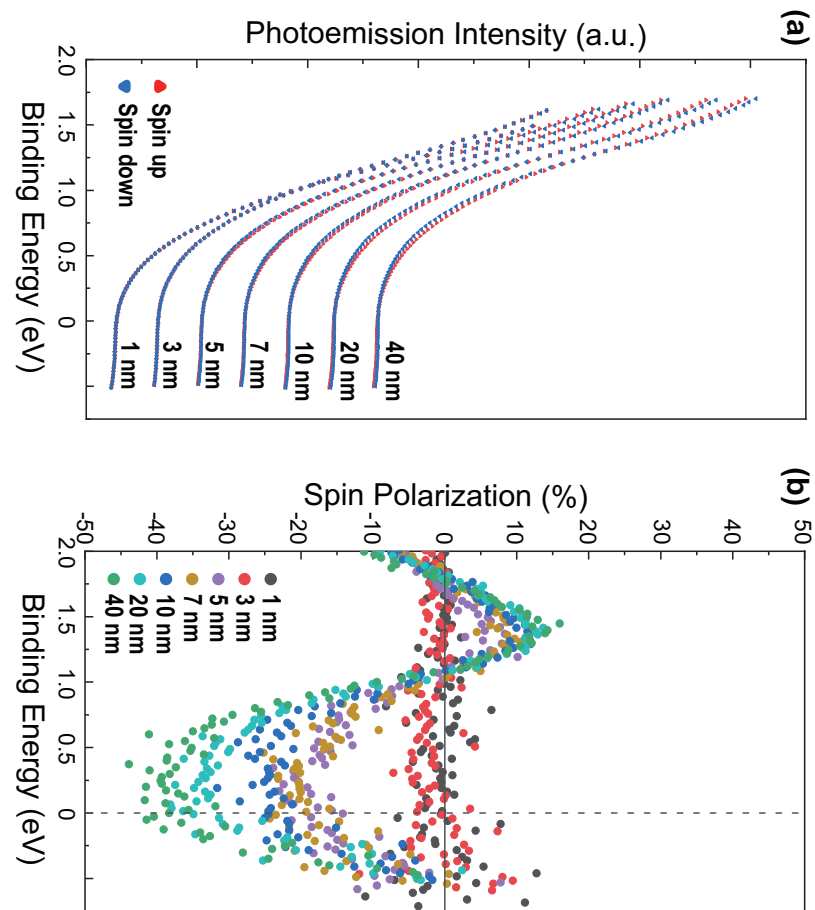 (a)
Photoemission Intensity (a.u.)
2.0
1.5
1.0
0.5
0
Binding Energy (eV)
Spin up
Spin down
40 nm
20 nm
10 nm
7 nm
5 nm
3 nm
1 nm
(b)
Spin Polarization (%)
50
40
30
20
10
0
-10
-20
-30
-40
-50
2.0
1.5
1.0
0.5
0
Binding Energy (eV)
1 nm
3 nm
5 nm
7 nm
10 nm
20 nm
40 nm